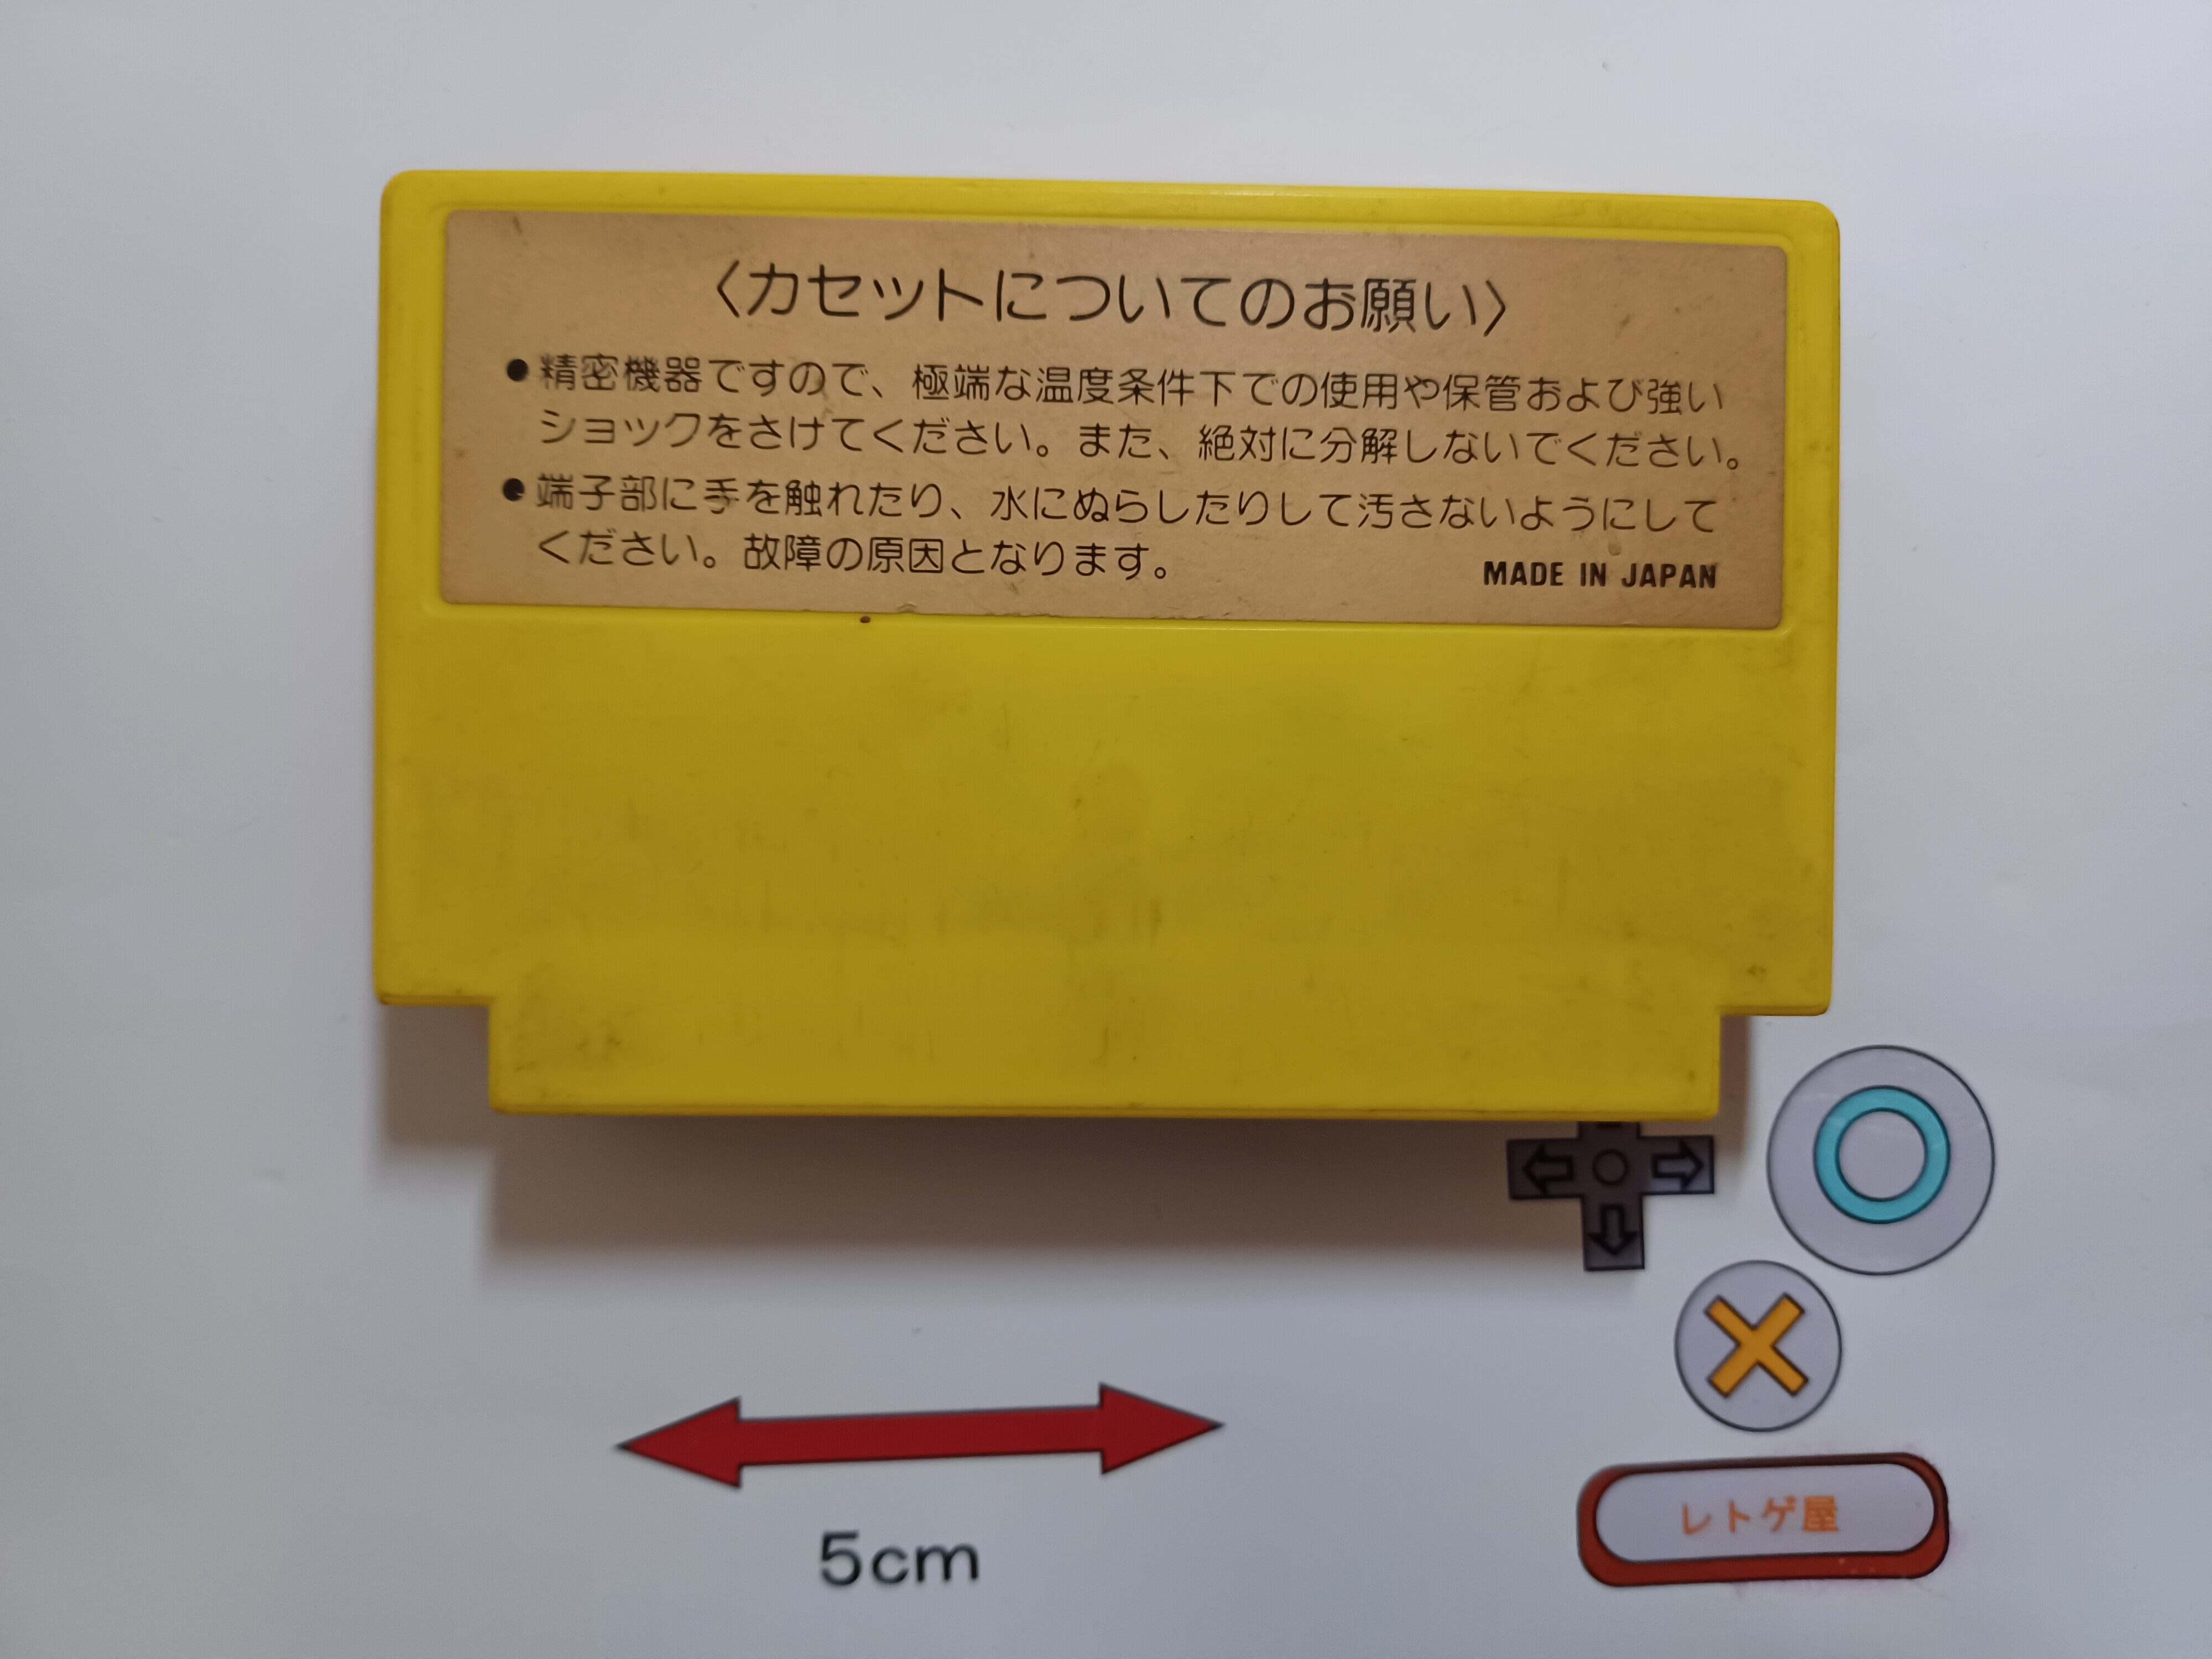 〈カセットについてのお願い〉
●精密機器ですので、極端な温度条件下での使用や保管および強い
ショックをさけてください。また、絶対に分解しないでください。
●端子部に手を触れたり、水にぬらしたりして汚さないようにして
ください。故障の原因となります。
MADE IN JAPAN
5cm
レトゲ屋